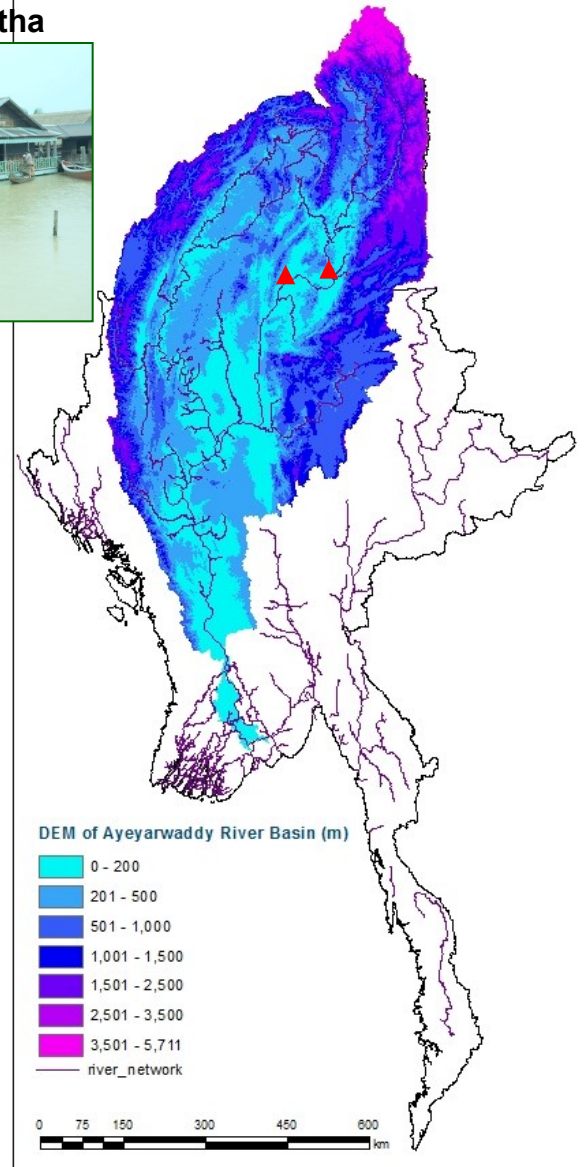 tha
DEM of Ayeyarwaddy River Basin (m)
0 - 200
201 - 500
501 - 1,000
1,001 - 1,500
1,501 - 2,500
2,501 - 3,500
3,501 - 5,711
river_network
0 75 150 300 450 600
km